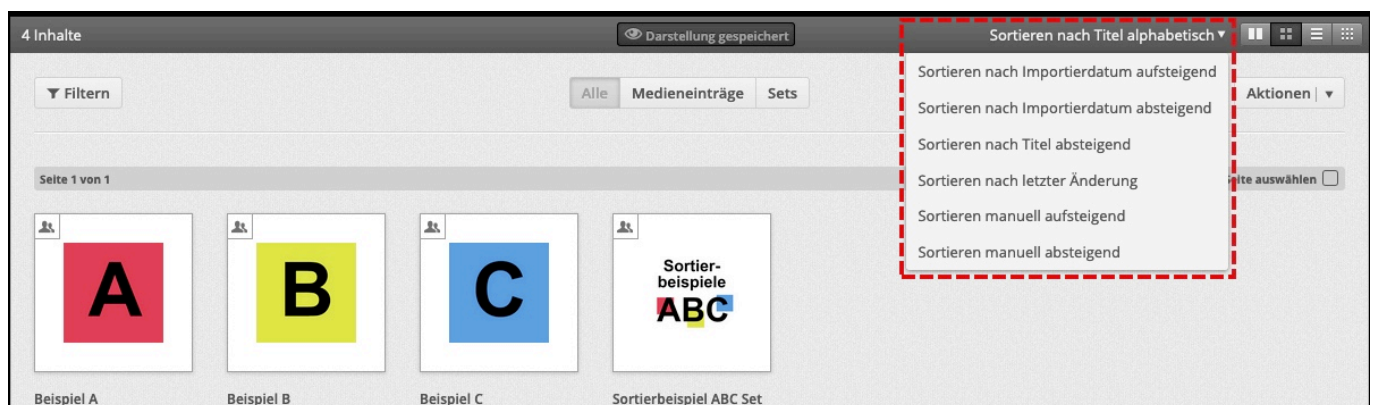 4 Inhalte
Darstellung gespeichert
Sortieren nach Titel alphabetisch ▼
Sortieren nach Importierdatum aufsteigend
Sortieren nach Importierdatum absteigend
Sortieren nach Titel absteigend
Sortieren nach letzter Änderung
Sortieren manuell aufsteigend
Sortieren manuell absteigend
Filtern
Alle Medieneinträge Sets
Aktionen | ▼
Seite 1 von 1
Seite auswählen
A
B
C
Sortier-
beispiele
ABC
Beispiel A
Beispiel B
Beispiel C
Sortierbeispiel ABC Set